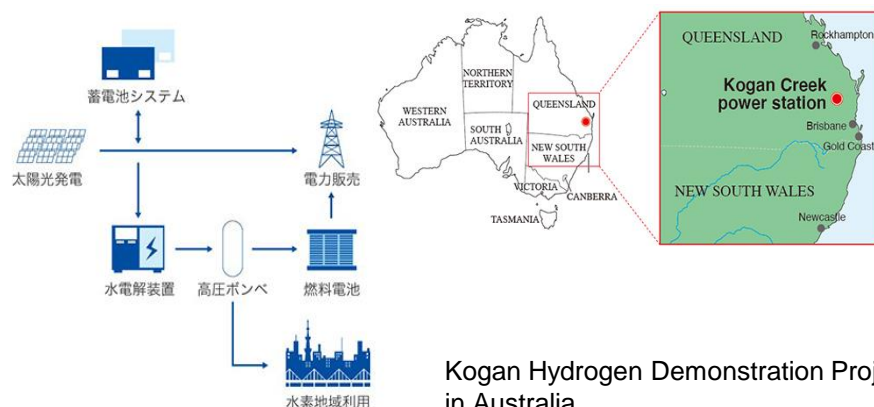 蓄電池システム
太陽光発電
電力販売
水電解装置
高圧ボンベ
燃料電池
水素地域利用
NORTHERN
TERRITORY
WESTERN
AUSTRALIA
QUEENSLAND
SOUTH
AUSTRALIA
NEW SOUTH
WALES
VICTORIA
CANBERRA
TASMANIA
QUEENSLAND
Rockhampton
Kogan Creek
power station
Brisbane
Gold Coast
NEW SOUTH WALES
Newcastle
Kogan Hydrogen Demonstration Proj
in Australia